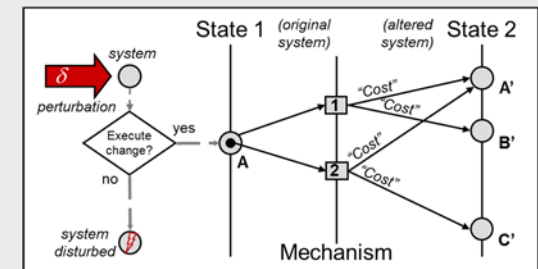 State 1
(original
system)
(altered
system)
State 2
system
δ
perturbation
Execute
change?
yes
no
system
disturbed
A
1
2
"Cost"
"Cost"
"Cost"
"Cost"
A'
B'
C'
Mechanism